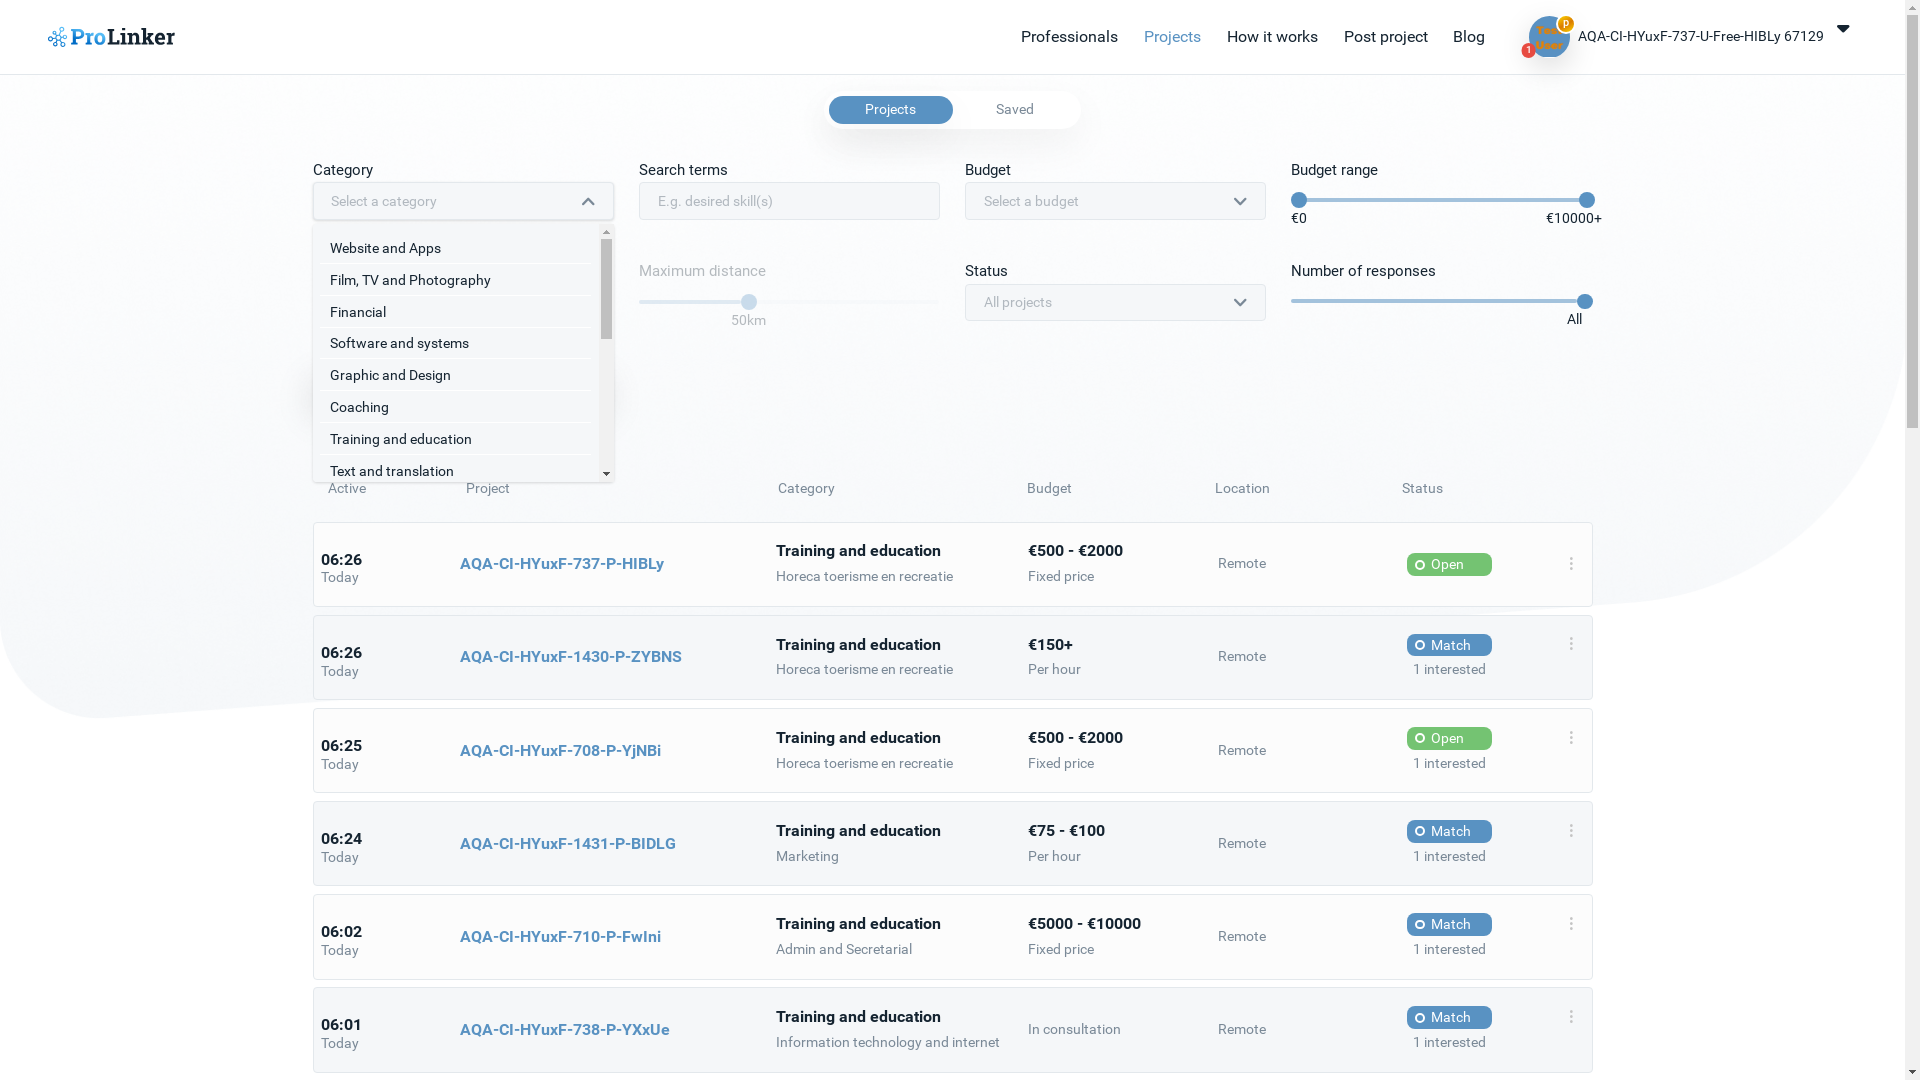 ProLinker
Professionals
Projects
How it works
Post project
Blog
p
1
Test
User
AQA-CI-HYuxF-737-U-Free-HIBLy 67129
Projects
Saved
Category
Search terms
Budget
Budget range
Select a category
E.g. desired skill(s)
Select a budget
€0
€10000+
Website and Apps
Film, TV and Photography
Financial
Software and systems
Graphic and Design
Coaching
Training and education
Text and translation
Maximum distance
50km
Status
All projects
Number of responses
All
Active
Project
Category
Budget
Location
Status
06:26
Today
AQA-CI-HYuxF-737-P-HIBLy
Training and education
Horeca toerisme en recreatie
€500 - €2000
Fixed price
Remote
Open
06:26
Today
AQA-CI-HYuxF-1430-P-ZYBNS
Training and education
Horeca toerisme en recreatie
€150+
Per hour
Remote
Match
1 interested
06:25
Today
AQA-CI-HYuxF-708-P-YjNBi
Training and education
Horeca toerisme en recreatie
€500 - €2000
Fixed price
Remote
Open
1 interested
06:24
Today
AQA-CI-HYuxF-1431-P-BIDLG
Training and education
Marketing
€75 - €100
Per hour
Remote
Match
1 interested
06:02
Today
AQA-CI-HYuxF-710-P-FwIni
Training and education
Admin and Secretarial
€5000 - €10000
Fixed price
Remote
Match
1 interested
06:01
Today
AQA-CI-HYuxF-738-P-YXxUe
Training and education
Information technology and internet
In consultation
Remote
Match
1 interested